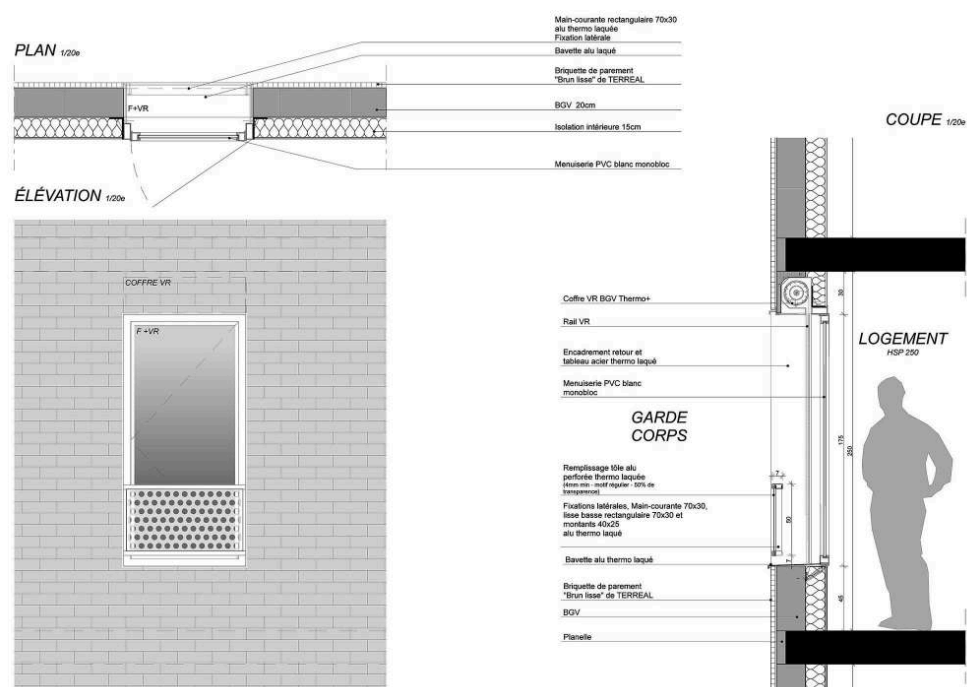 PLAN 1/20e
Main-courante rectangulaire 70x30
alu thermo laquée
Fixation latérale
Bavette alu laqué
Briquette de parement
"Brun lisse" de TERREAL
BGV 20cm
Isolation intérieure 15cm
Menuiserie PVC blanc monobloc
F+VR
ÉLÉVATION 1/20e
COFFRE VR
F +VR
COUPE 1/20e
Coffre VR BGV Thermo+
Rail VR
Encadrement retour et
tableau acier thermo laqué
Menuiserie PVC blanc
monobloc
GARDE
CORPS
Remplissage tôle alu
perforée thermo laquée
(4mm min - motif régulier - 50% de
transparence)
Fixations latérales, Main-courante 70x30,
lisse basse rectangulaire 70x30 et
montants 40x25
alu thermo laqué
Bavette alu thermo laqué
Briquette de parement
"Brun lisse" de TERREAL
BGV
Planelle
LOGEMENT
HSP 250
30
175
250
7
50
7
45